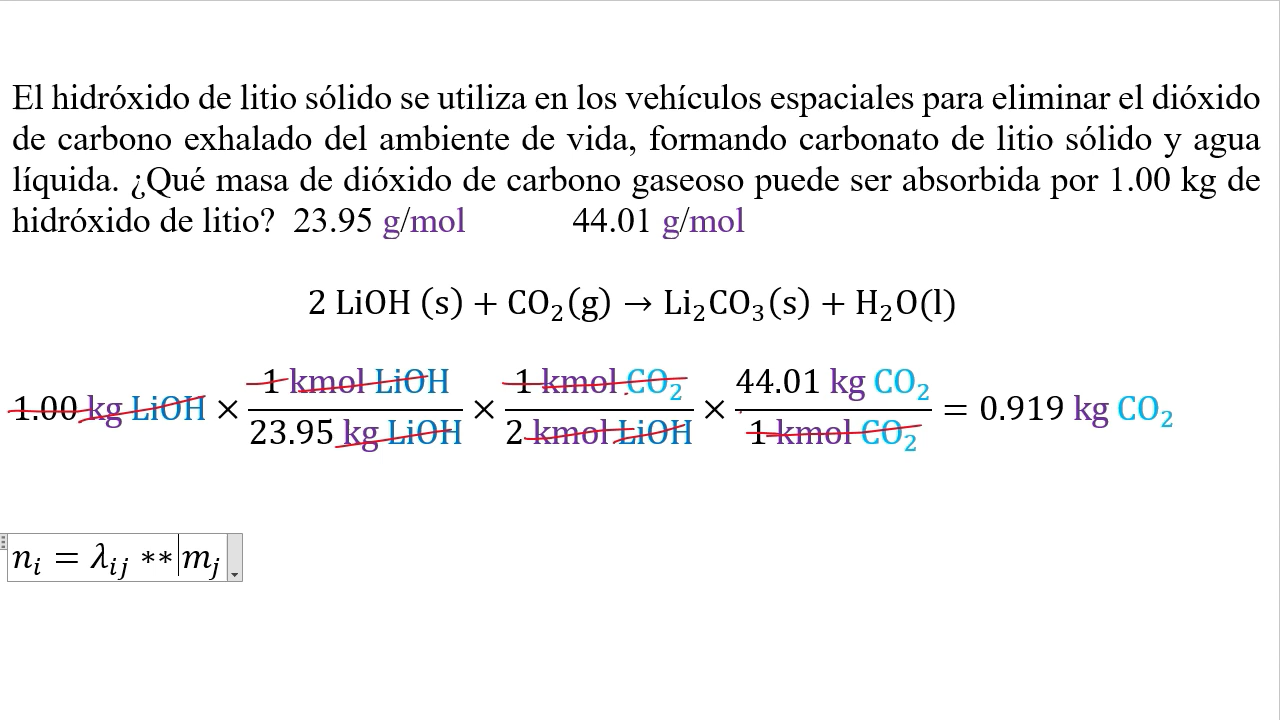 El hidróxido de litio sólido se utiliza en los vehículos espaciales para eliminar el dióxido
de carbono exhalado del ambiente de vida, formando carbonato de litio sólido y agua
líquida. ¿Qué masa de dióxido de carbono gaseoso puede ser absorbida por 1.00 kg de
hidróxido de litio? 23.95 g/mol 44.01 g/mol
2 LiOH (s) + CO₂(g) → Li₂CO₃(s) + H₂O(l)
1.00 kg LiOH × (1 kmol LiOH)/(23.95 kg LiOH) × (1 kmol CO₂)/(2 kmol LiOH) × (44.01 kg CO₂)/(1 kmol CO₂) = 0.919 kg CO₂
nᵢ = λᵢⱼ ** mⱼ